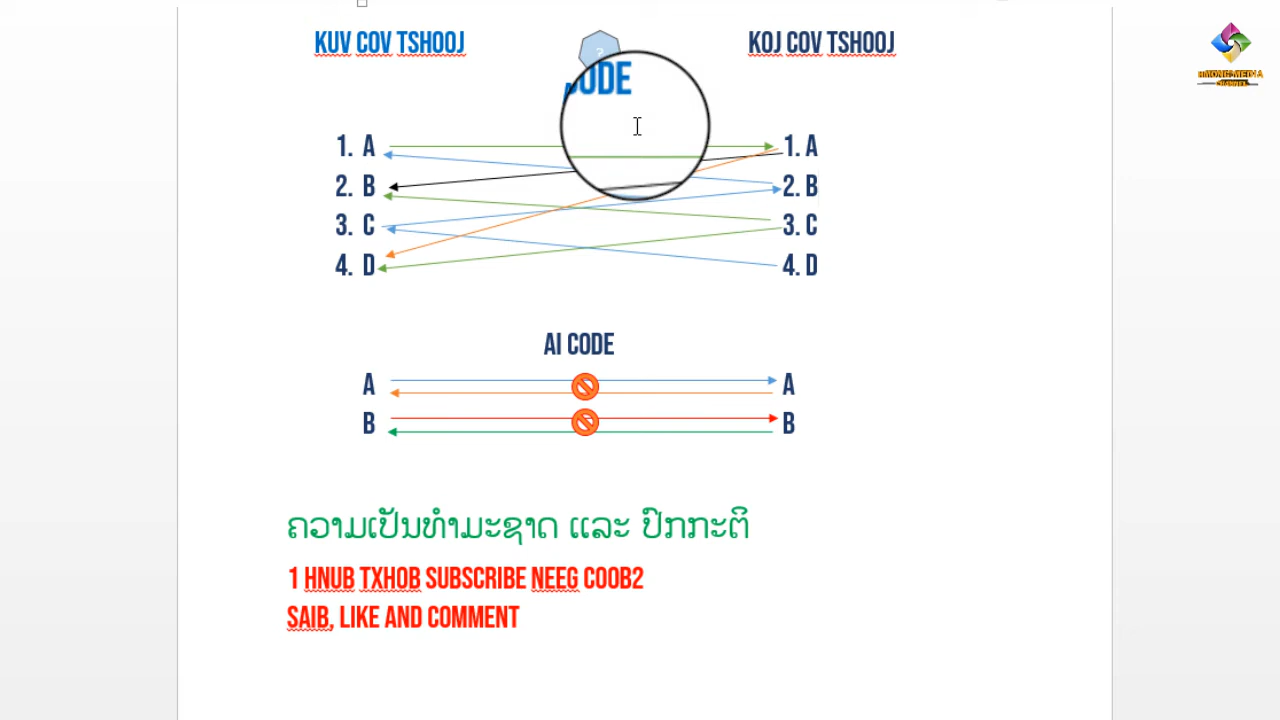 KUV COV TSHOOJ
KOJ COV TSHOOJ
?
1. A
2. B
3. C
4. D
1. A
2. B
3. C
4. D
AI CODE
A
A
B
B
ຄວາມເປັນທຳມະຊາດ ແລະ ປົກກະຕິ
1 HNUB TXHOB SUBSCRIBE NEEG COOB2
SAIB, LIKE AND COMMENT
HMONGMEDIA
CHANNEL